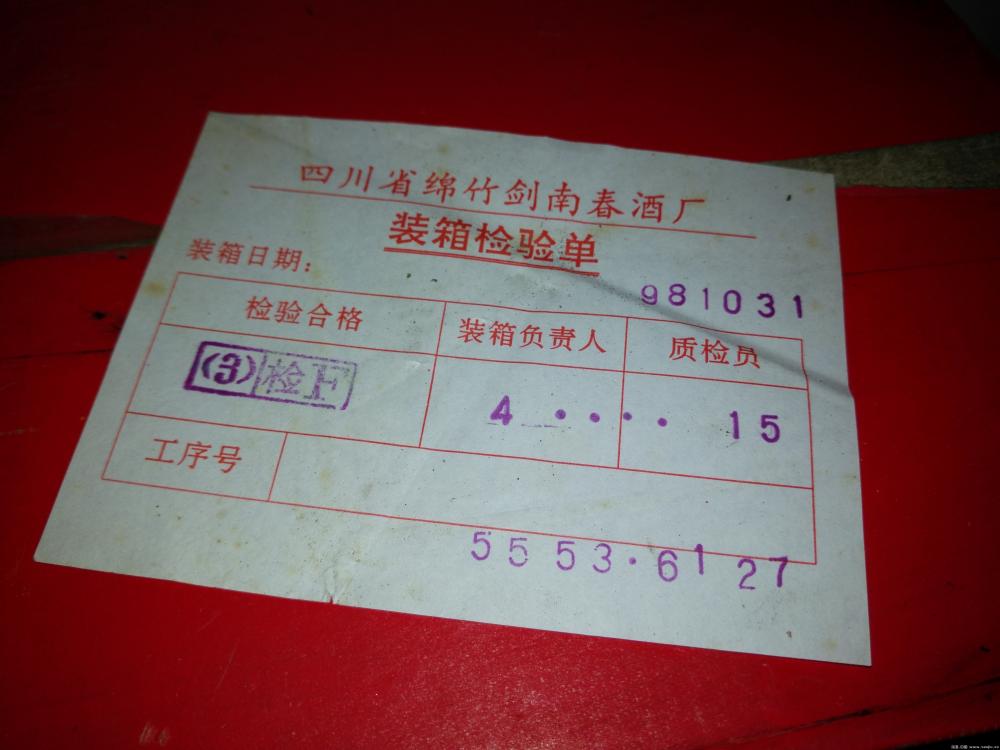 四川省绵竹剑南春酒厂
装箱检验单
装箱日期: 981031
检验合格 装箱负责人 质检员
(3)检 4 •••• 15
工序号
5553·6127